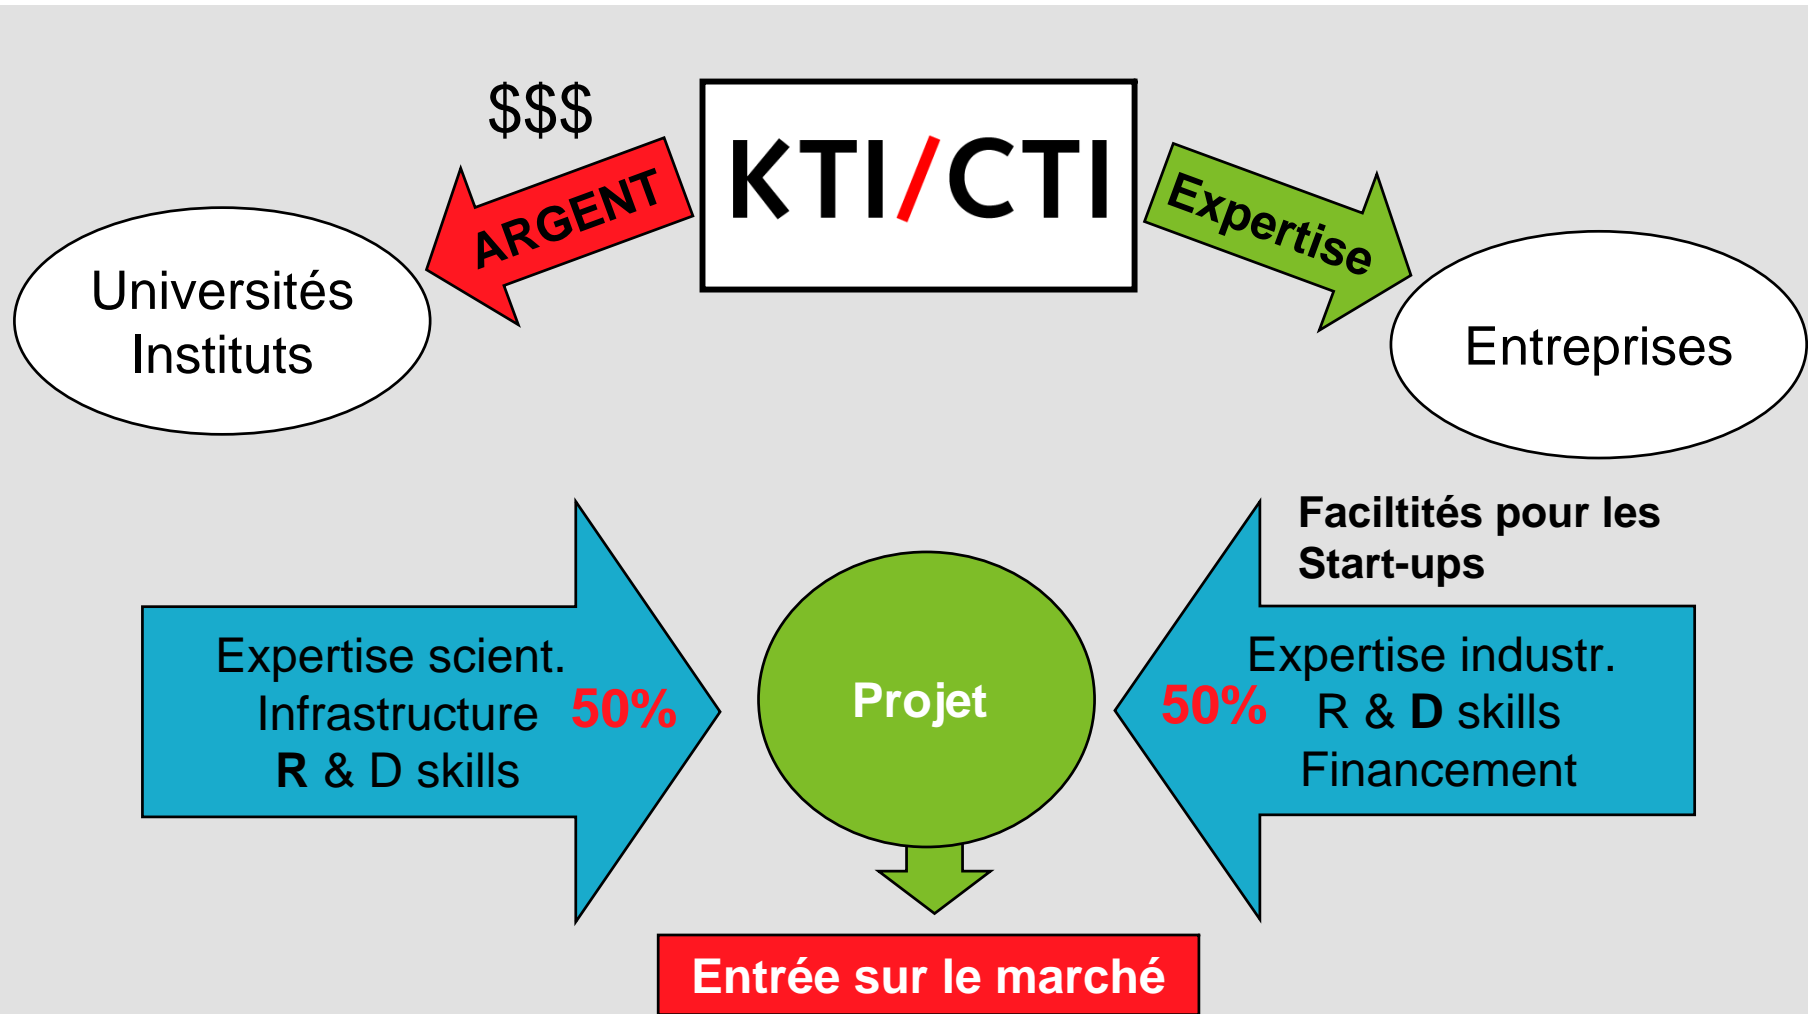 $$$
KTI/CTI
ARGENT
Expertise
Universités
Instituts
Entreprises
Faciltités pour les
Start-ups
Expertise scient.
Infrastructure
R & D skills
50%
Projet
50%
Expertise industr.
R & D skills
Financement
Entrée sur le marché